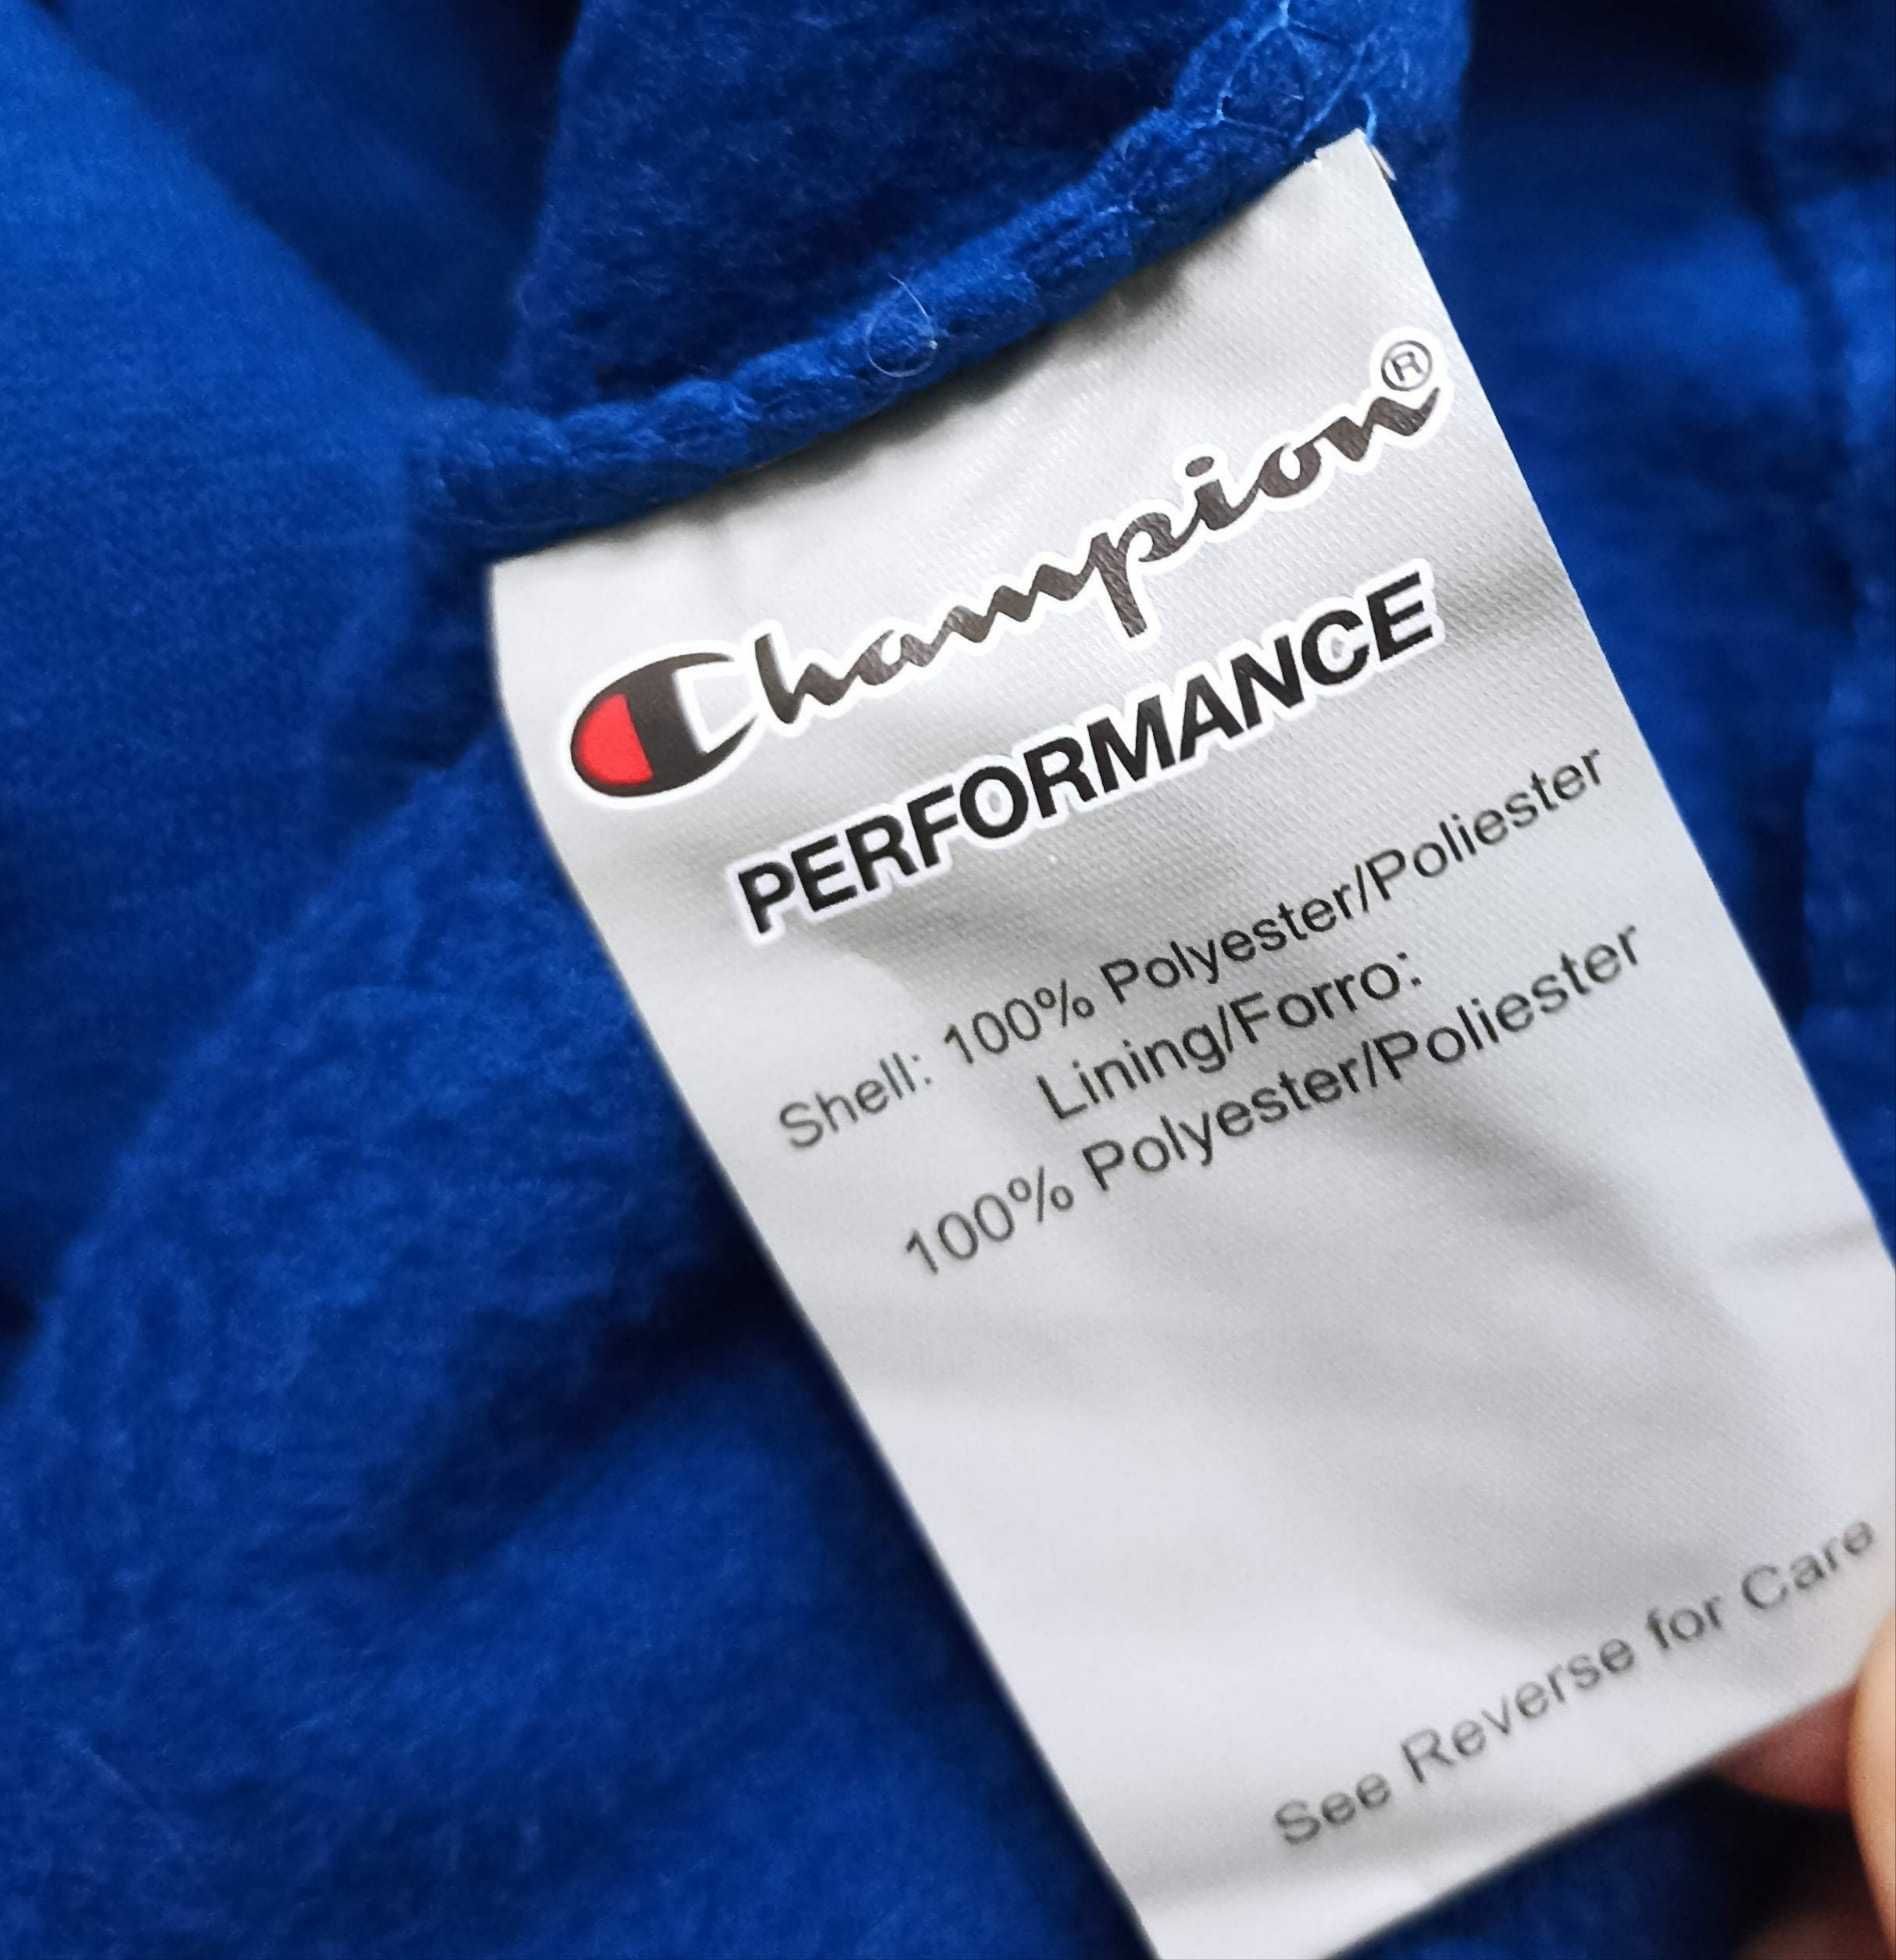 Champion®
PERFORMANCE
Shell: 100% Polyester/Poliester
Lining/Forro:
100% Polyester/Poliester
See Reverse for Care